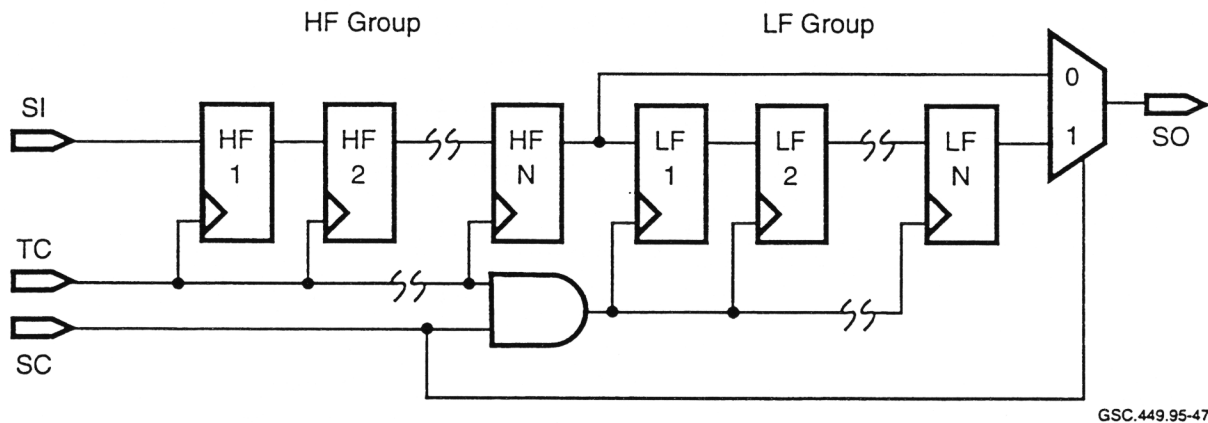 HF Group
LF Group
SI
HF
1
HF
2
HF
N
LF
1
LF
2
LF
N
0
1
SO
TC
SC
GSC.449.95-47